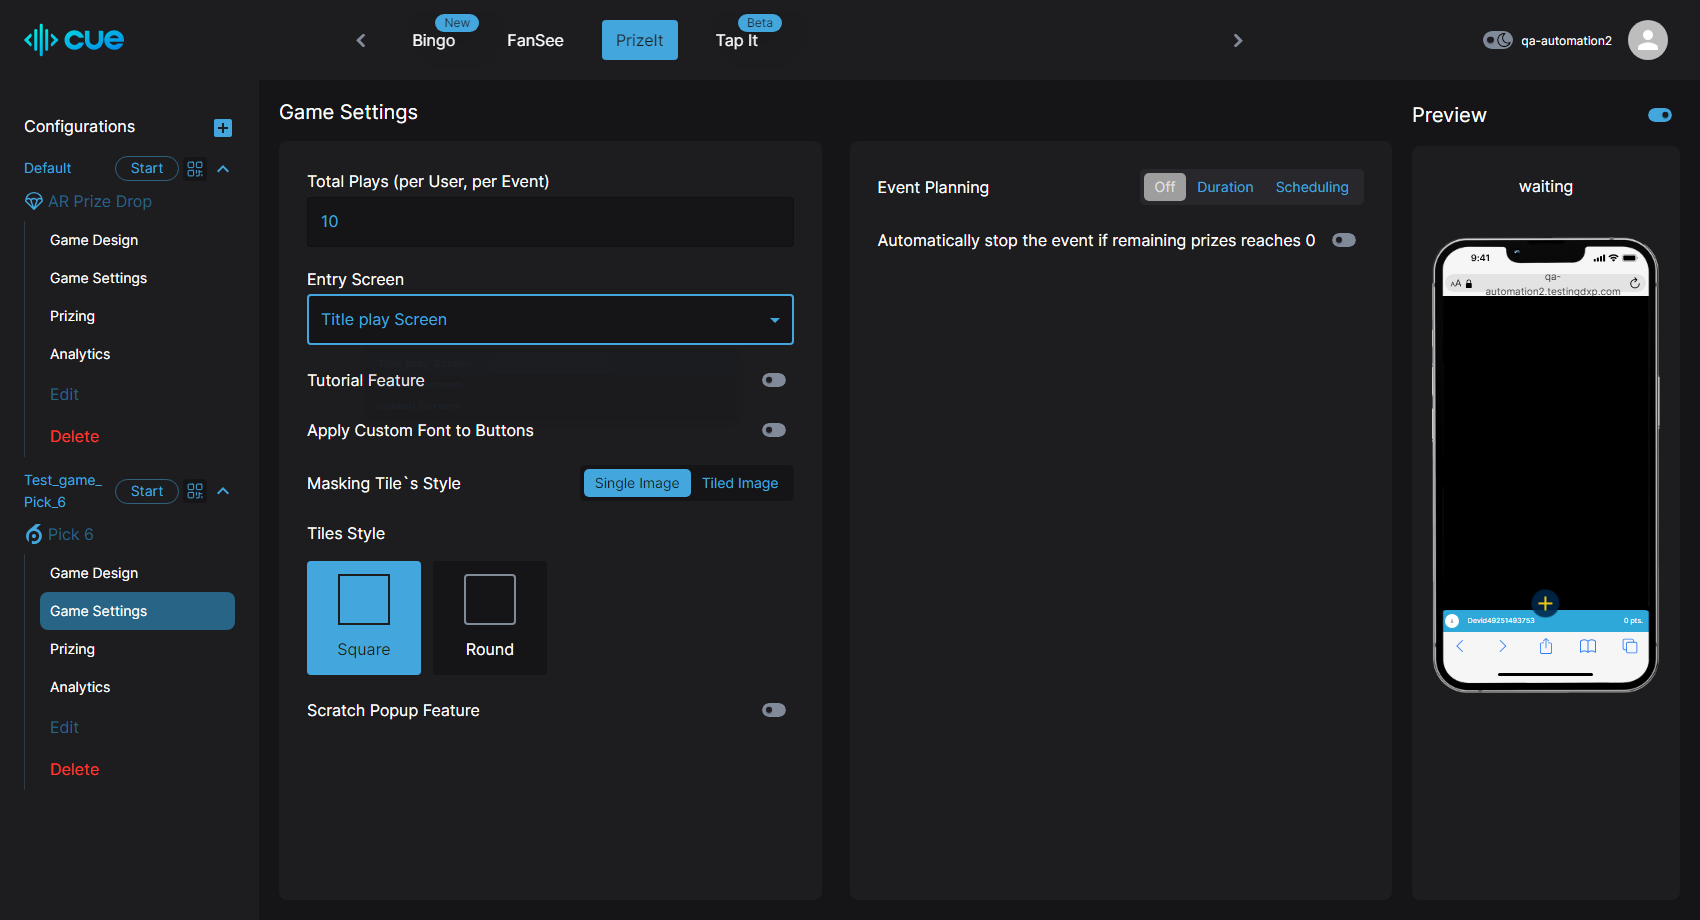 cue
New
Bingo
FanSee
PrizeIt
Beta
Tap It
qa-automation2
Configurations
Default
Start
AR Prize Drop
Game Design
Game Settings
Prizing
Analytics
Edit
Delete
Test_game_
Pick_6
Start
Pick 6
Game Design
Game Settings
Prizing
Analytics
Edit
Delete
Game Settings
Total Plays (per User, per Event)
10
Entry Screen
Title play Screen
Tutorial Feature
Apply Custom Font to Buttons
Masking Tile`s Style
Single Image
Tiled Image
Tiles Style
Square
Round
Scratch Popup Feature
Event Planning
Off
Duration
Scheduling
Automatically stop the event if remaining prizes reaches 0
Preview
waiting
9:41
AA
qa-
automation2.testingdxp.com
Devid49251493753
0 pts.